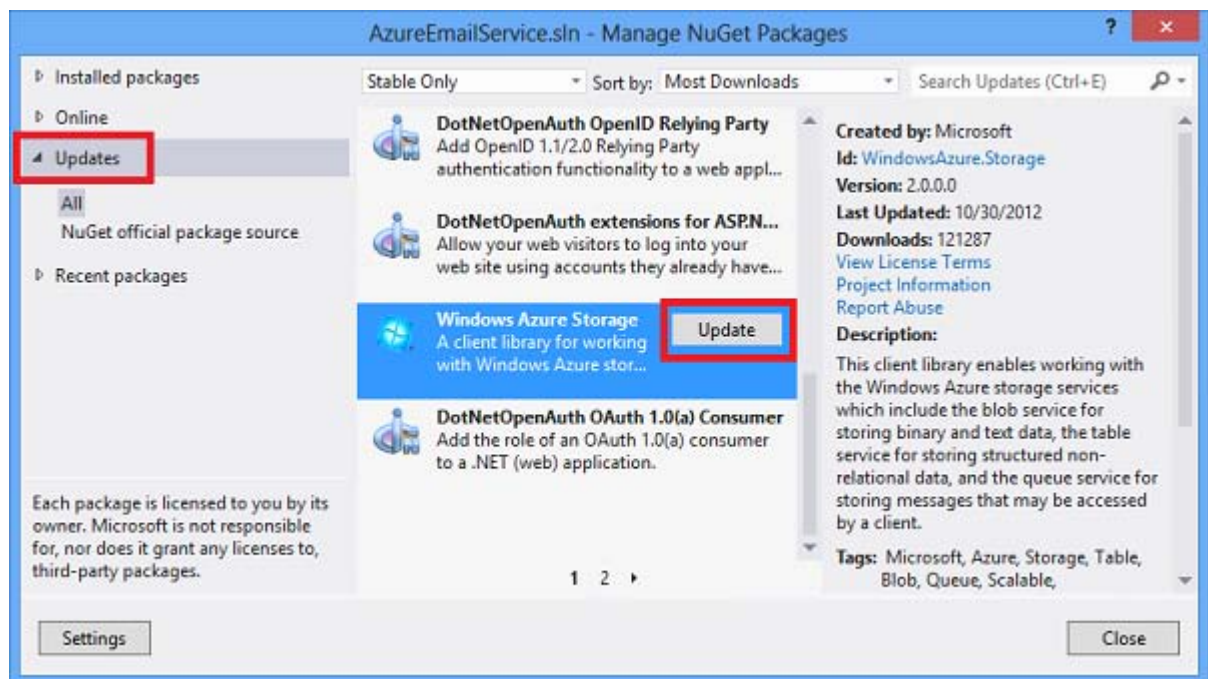 AzureEmailService.sln - Manage NuGet Packages
?
Installed packages
Online
Updates
All
NuGet official package source
Recent packages
Each package is licensed to you by its
owner. Microsoft is not responsible
for, nor does it grant any licenses to,
third-party packages.
Settings
Stable Only
Sort by: Most Downloads
Search Updates (Ctrl+E)
DotNetOpenAuth OpenID Relying Party
Add OpenID 1.1/2.0 Relying Party
authentication functionality to a web appl...
DotNetOpenAuth extensions for ASP.N...
Allow your web visitors to log into your
web site using accounts they already have...
Windows Azure Storage
A client library for working
with Windows Azure stor...
Update
DotNetOpenAuth OAuth 1.0(a) Consumer
Add the role of an OAuth 1.0(a) consumer
to a .NET (web) application.
1 2
Created by: Microsoft
Id: WindowsAzure.Storage
Version: 2.0.0.0
Last Updated: 10/30/2012
Downloads: 121287
View License Terms
Project Information
Report Abuse
Description:
This client library enables working with
the Windows Azure storage services
which include the blob service for
storing binary and text data, the table
service for storing structured non-
relational data, and the queue service for
storing messages that may be accessed
by a client.
Tags: Microsoft, Azure, Storage, Table,
Blob, Queue, Scalable,
Close